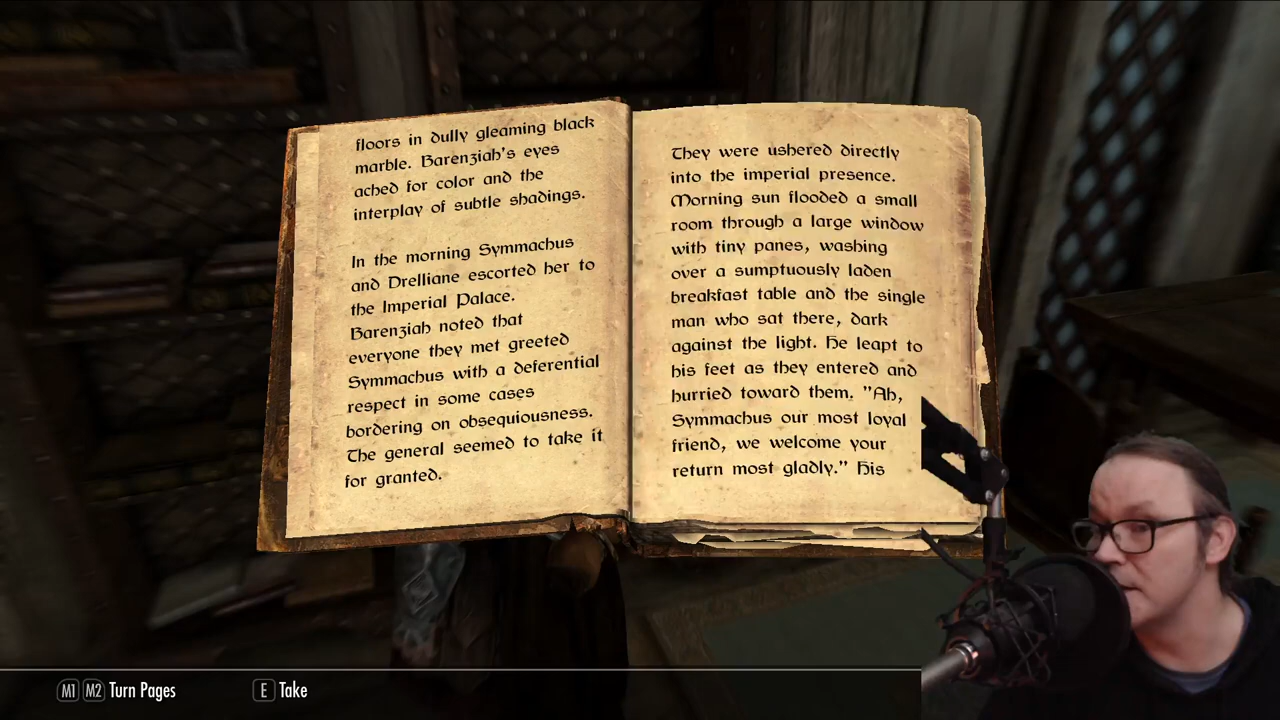 floors in dully gleaming black
marble. Barenziah's eyes
ached for color and the
interplay of subtle shadings.
In the morning Symmachus
and Drelliane escorted her to
the Imperial Palace.
Barenziah noted that
everyone they met greeted
Symmachus with a deferential
respect in some cases
bordering on obsequiousness.
The general seemed to take it
for granted.
They were ushered directly
into the imperial presence.
Morning sun flooded a small
room through a large window
with tiny panes, washing
over a sumptuously laden
breakfast table and the single
man who sat there, dark
against the light. He leapt to
his feet as they entered and
hurried toward them. "Ah,
Symmachus our most loyal
friend, we welcome your
return most gladly." His
M1 M2 Turn Pages
E Take